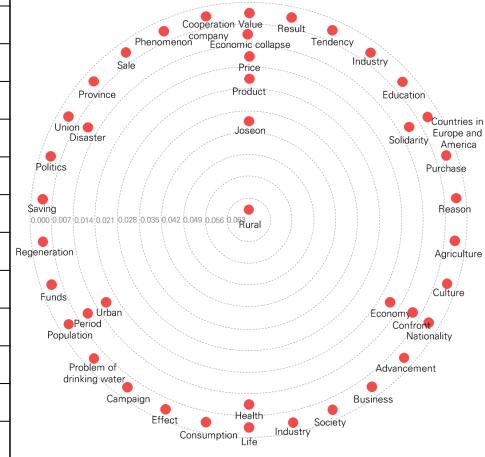 Cooperation Value
company
Result
Phenomenon
Tendency
Economic collapse
Industry
Sale
Price
Province
Product
Education
Union
Disaster
Joseon
Solidarity
Countries in
Europe and
America
Politics
Purchase
Saving
Reason
0.000 0.007 0.014 0.021 0.028 0.035 0.042 0.049 0.056 0.063
Rural
Regeneration
Agriculture
Funds
Culture
Urban
Economy
Period
Confront
Population
Nationality
Problem of
drinking water
Advancement
Campaign
Business
Health
Effect
Society
Consumption
Industry
Life